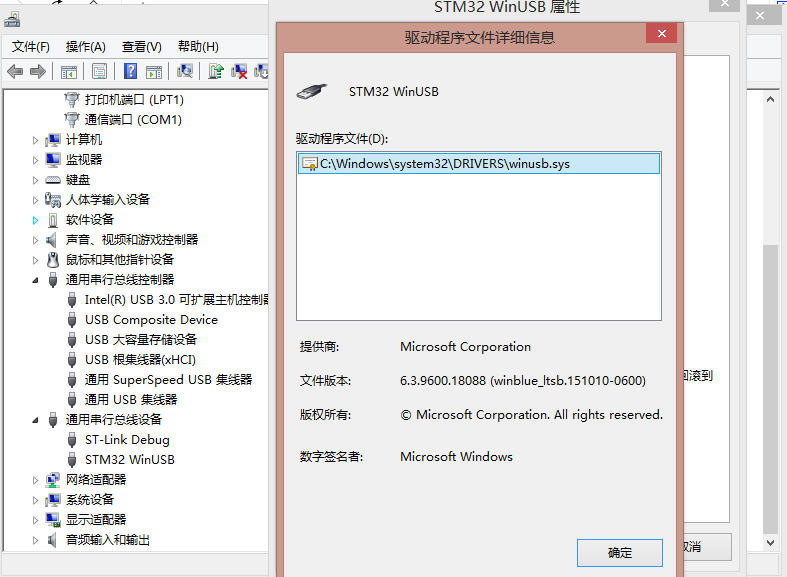 STM32 WinUSB 属性
文件(F) 操作(A) 查看(V) 帮助(H)
打印机端口 (LPT1)
通信端口 (COM1)
计算机
监视器
键盘
人体学输入设备
软件设备
声音、视频和游戏控制器
鼠标和其他指针设备
通用串行总线控制器
Intel(R) USB 3.0 可扩展主机控制器
USB Composite Device
USB 大容量存储设备
USB 根集线器(xHCI)
通用 SuperSpeed USB 集线器
通用 USB 集线器
通用串行总线设备
ST-Link Debug
STM32 WinUSB
网络适配器
系统设备
显示适配器
音频输入和输出
驱动程序文件详细信息
STM32 WinUSB
驱动程序文件(D):
C:\Windows\system32\DRIVERS\winusb.sys
提供商: Microsoft Corporation
文件版本: 6.3.9600.18088 (winblue_ltsb.151010-0600)
版权所有: © Microsoft Corporation. All rights reserved.
数字签名者: Microsoft Windows
确定
回滚到
取消